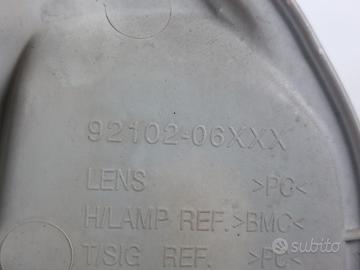 92102-06XXX
LENS >PC<
H/LAMP REF. >BMC<
T/SIG REF. >PC<
subito